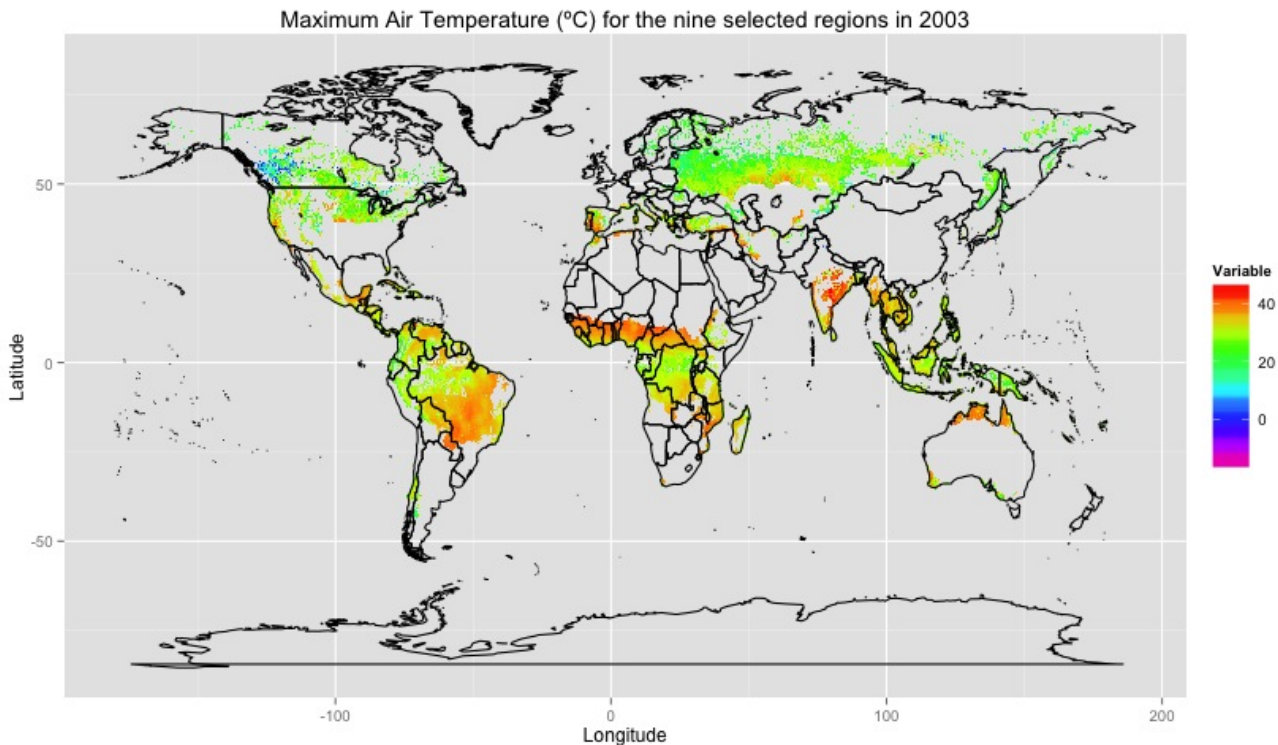 Maximum Air Temperature (ºC) for the nine selected regions in 2003
50
0
-50
Latitude
-100
0
100
200
Longitude
Variable
40
20
0